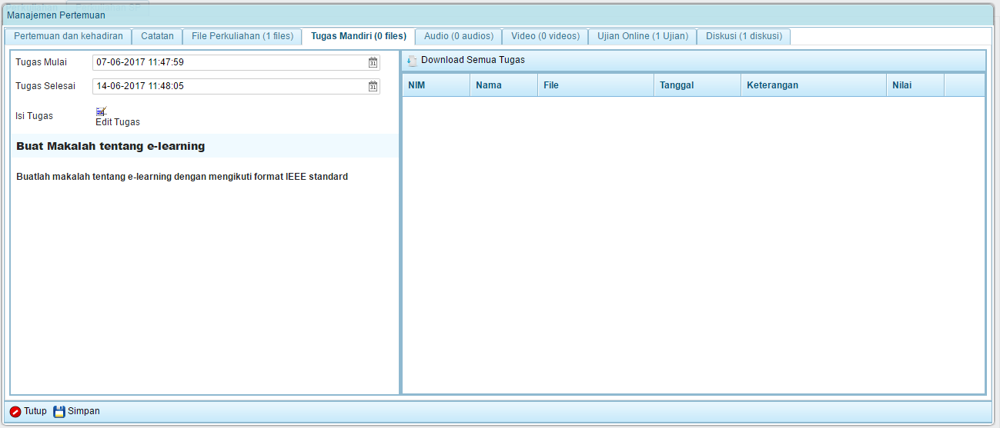 Manajemen Pertemuan
Pertemuan dan kehadiran Catatan File Perkuliahan (1 files) Tugas Mandiri (0 files) Audio (0 audios) Video (0 videos) Ujian Online (1 Ujian) Diskusi (1 diskusi)
Tugas Mulai 07-06-2017 11:47:59
Tugas Selesai 14-06-2017 11:48:05
Isi Tugas
Edit Tugas
Buat Makalah tentang e-learning
Buatlah makalah tentang e-learning dengan mengikuti format IEEE standard
Download Semua Tugas
NIM Nama File Tanggal Keterangan Nilai
Tutup Simpan